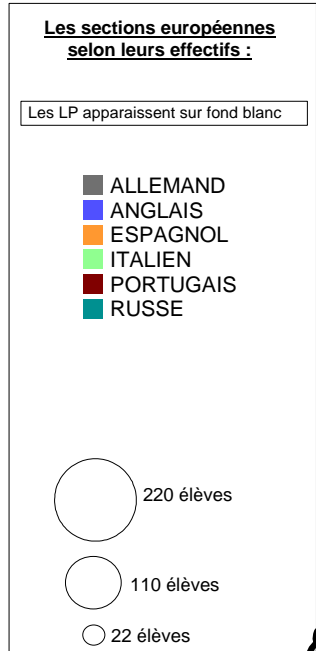 Les sections européennes
selon leurs effectifs :
Les LP apparaissent sur fond blanc
ALLEMAND
ANGLAIS
ESPAGNOL
ITALIEN
PORTUGAIS
RUSSE
220 élèves
110 élèves
22 élèves